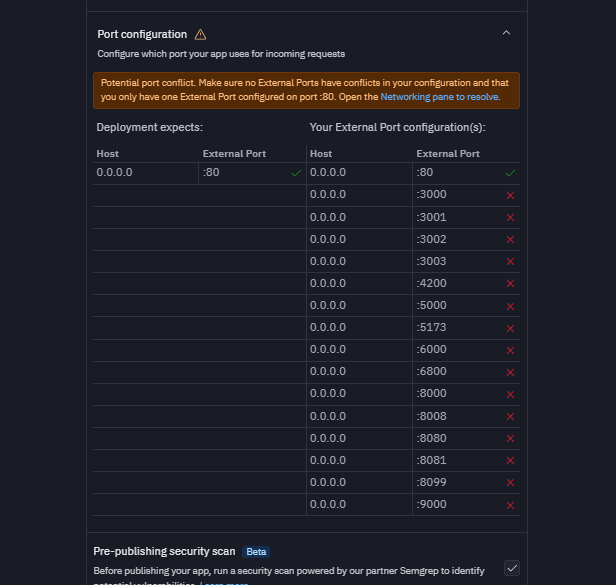 Port configuration
Configure which port your app uses for incoming requests
Potential port conflict. Make sure no External Ports have conflicts in your configuration and that
you only have one External Port configured on port :80. Open the Networking pane to resolve.
Deployment expects: Your External Port configuration(s):
Host External Port Host External Port
0.0.0.0 :80 0.0.0.0 :80
0.0.0.0 :3000
0.0.0.0 :3001
0.0.0.0 :3002
0.0.0.0 :3003
0.0.0.0 :4200
0.0.0.0 :5000
0.0.0.0 :5173
0.0.0.0 :6000
0.0.0.0 :6800
0.0.0.0 :8000
0.0.0.0 :8008
0.0.0.0 :8080
0.0.0.0 :8081
0.0.0.0 :8099
0.0.0.0 :9000
Pre-publishing security scan Beta
Before publishing your app, run a security scan powered by our partner Semgrep to identify
potential vulnerabilities. Learn more